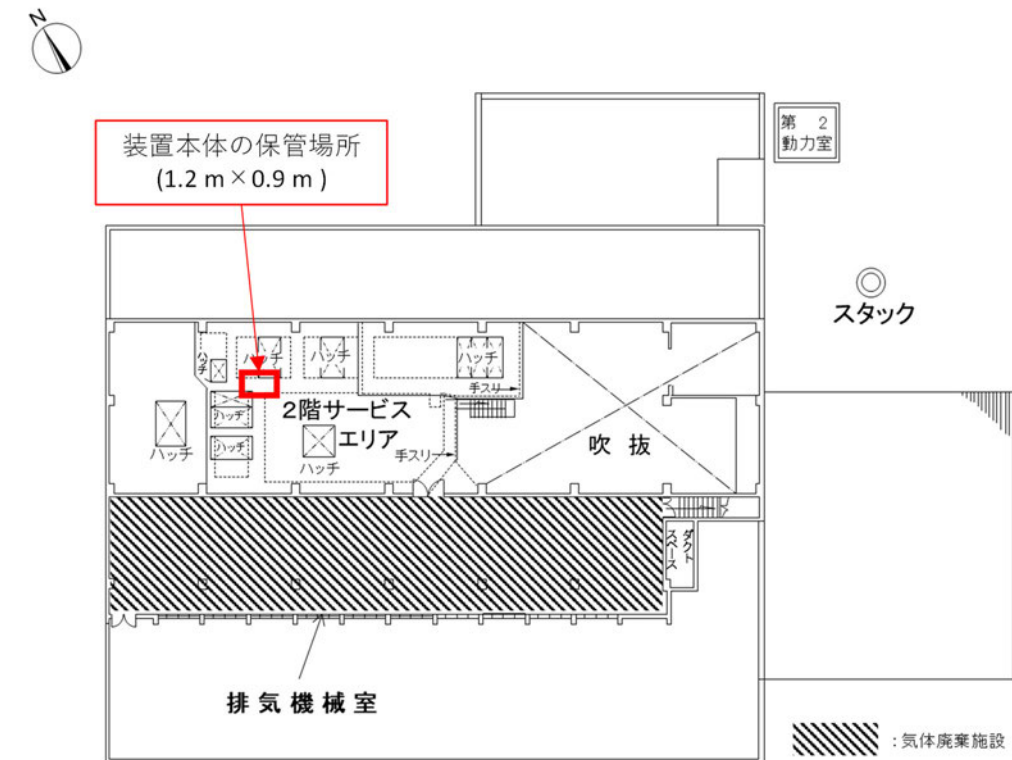 N
装置本体の保管場所
(1.2 m×0.9 m )
第 2
動力室
スタック
ハッチ
ハッチ
ハッチ
ハッチ
手スリ
2階サービス
エリア
ハッチ
吹 抜
ハッチ
ハッチ
手スリ
ハッチ
ダクト
スペース
排 気 機 械 室
:気体廃棄施設